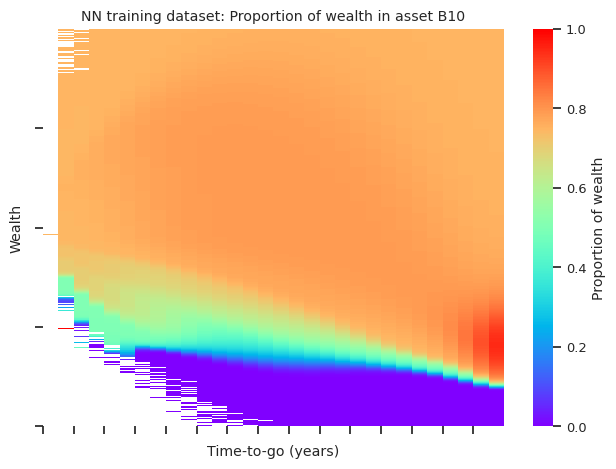 NN training dataset: Proportion of wealth in asset B10
Wealth
Time-to-go (years)
1.0
0.8
0.6
0.4
0.2
0.0
Proportion of wealth